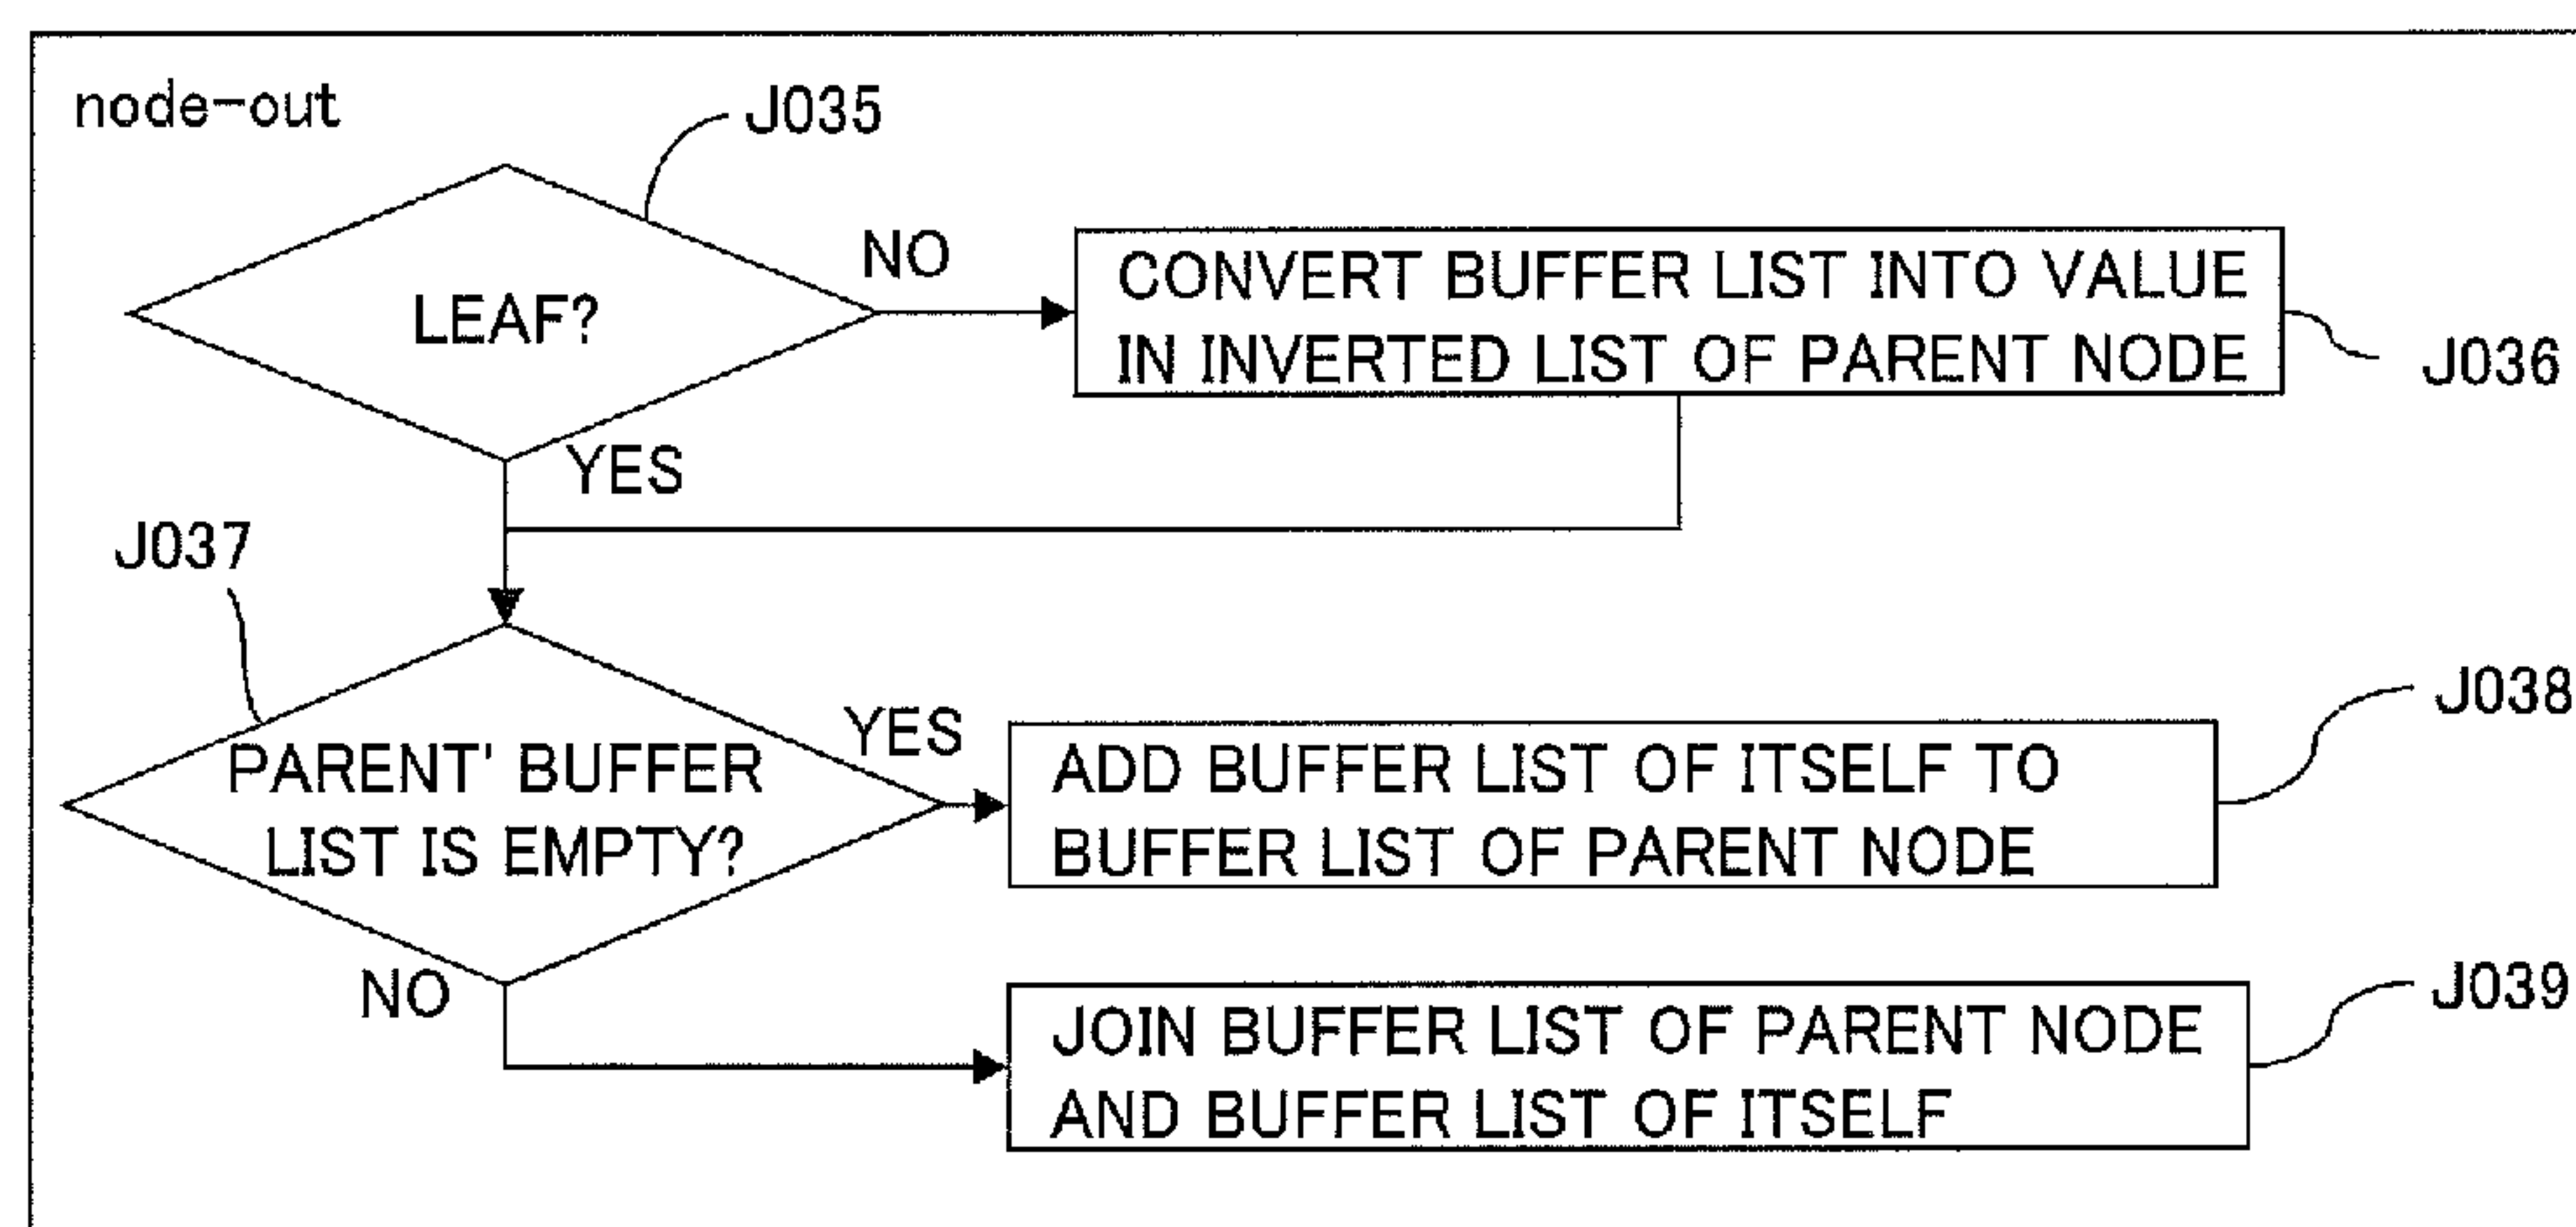 node-out
J035
LEAF?
NO
CONVERT BUFFER LIST INTO VALUE
IN INVERTED LIST OF PARENT NODE
J036
YES
J037
PARENT' BUFFER
LIST IS EMPTY?
YES
ADD BUFFER LIST OF ITSELF TO
BUFFER LIST OF PARENT NODE
J038
NO
JOIN BUFFER LIST OF PARENT NODE
AND BUFFER LIST OF ITSELF
J039